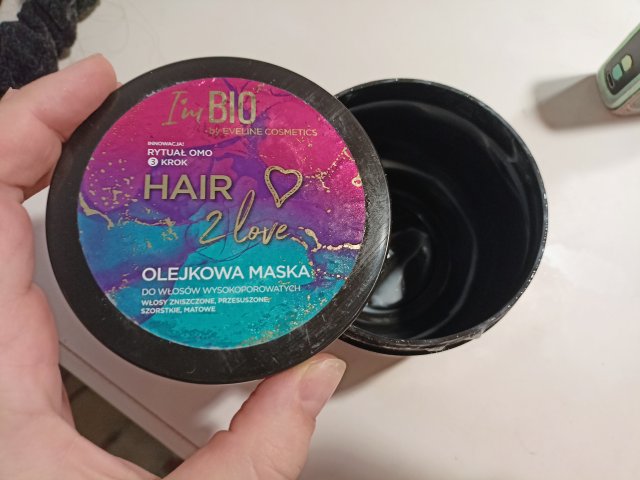 I'm BIO
by EVELINE COSMETICS
INNOWACJA!
RYTUAŁ OMO
3 KROK
HAIR
2 love
OLEJKOWA MASKA
DO WŁOSÓW WYSOKOPOROWATYCH
WŁOSY ZNISZCZONE, PRZESUSZONE,
SZORSTKIE, MATOWE